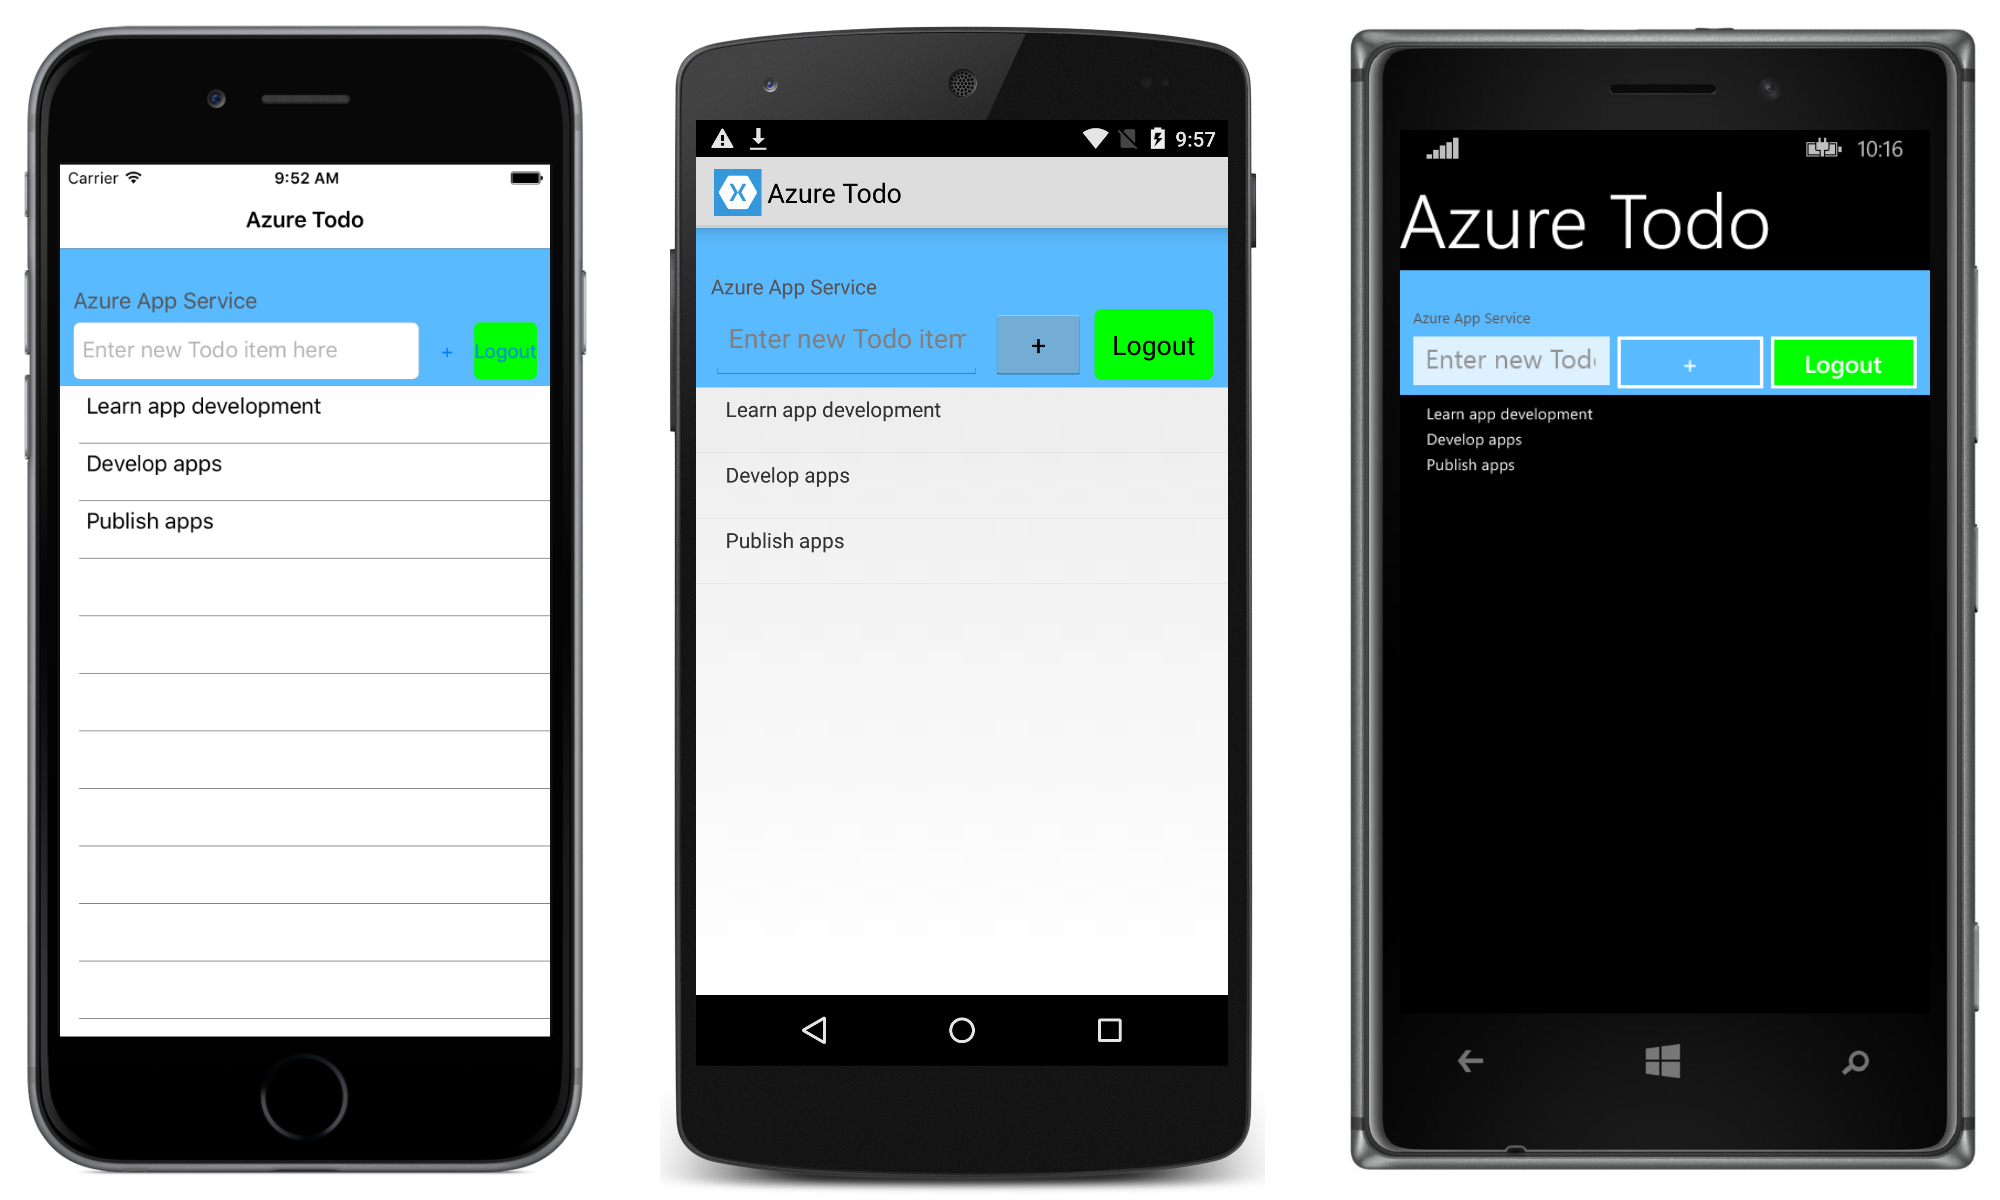 Carrier 9:52 AM
Azure Todo
Azure App Service
Enter new Todo item here + Logout
Learn app development
Develop apps
Publish apps
9:57
X Azure Todo
Azure App Service
Enter new Todo item + Logout
Learn app development
Develop apps
Publish apps
10:16
Azure Todo
Azure App Service
Enter new Tod + Logout
Learn app development
Develop apps
Publish apps